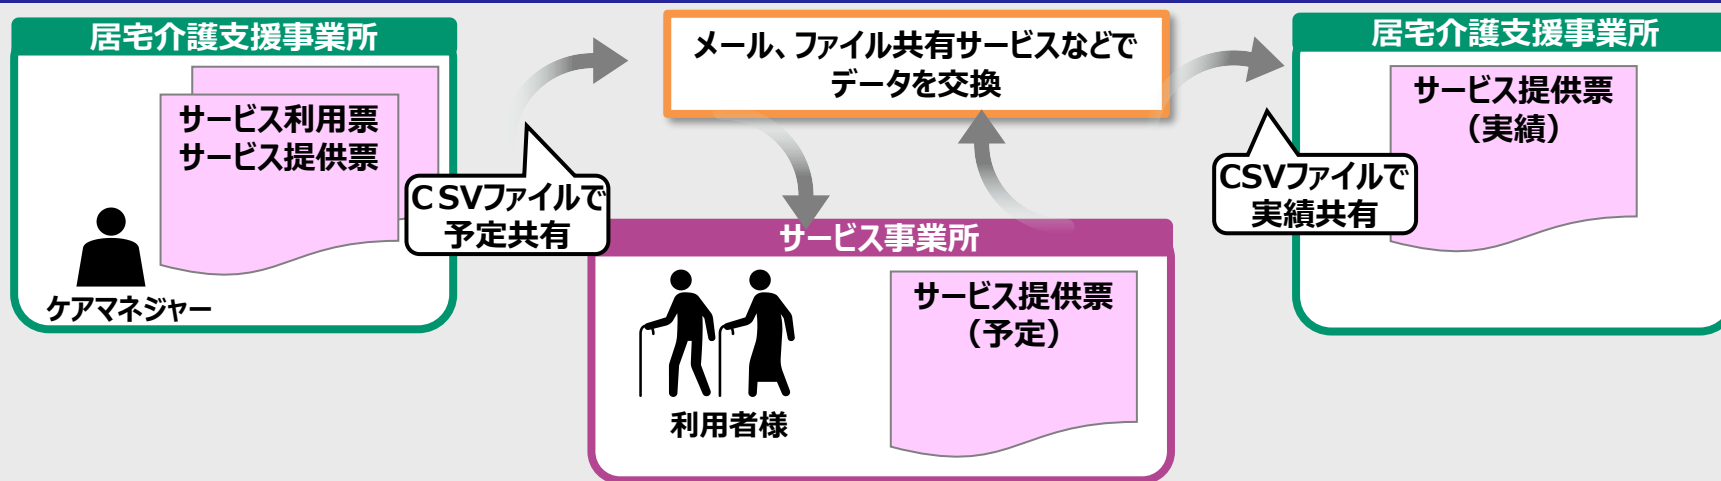 居宅介護支援事業所
サービス利用票
サービス提供票
ケアマネジャー
CSVファイルで
予定共有
メール、ファイル共有サービスなどで
データを交換
サービス事業所
利用者様
サービス提供票
（予定）
居宅介護支援事業所
サービス提供票
（実績）
CSVファイルで
実績共有